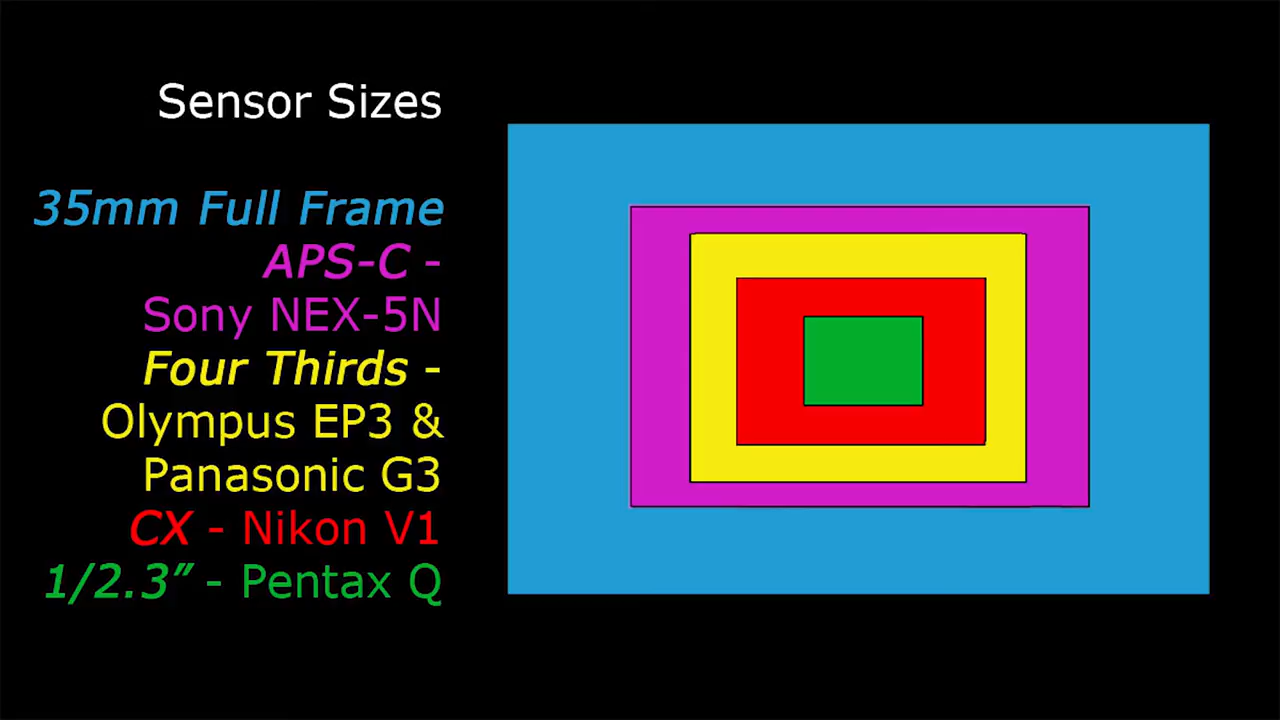 Sensor Sizes
35mm Full Frame
APS-C -
Sony NEX-5N
Four Thirds -
Olympus EP3 &
Panasonic G3
CX - Nikon V1
1/2.3” - Pentax Q